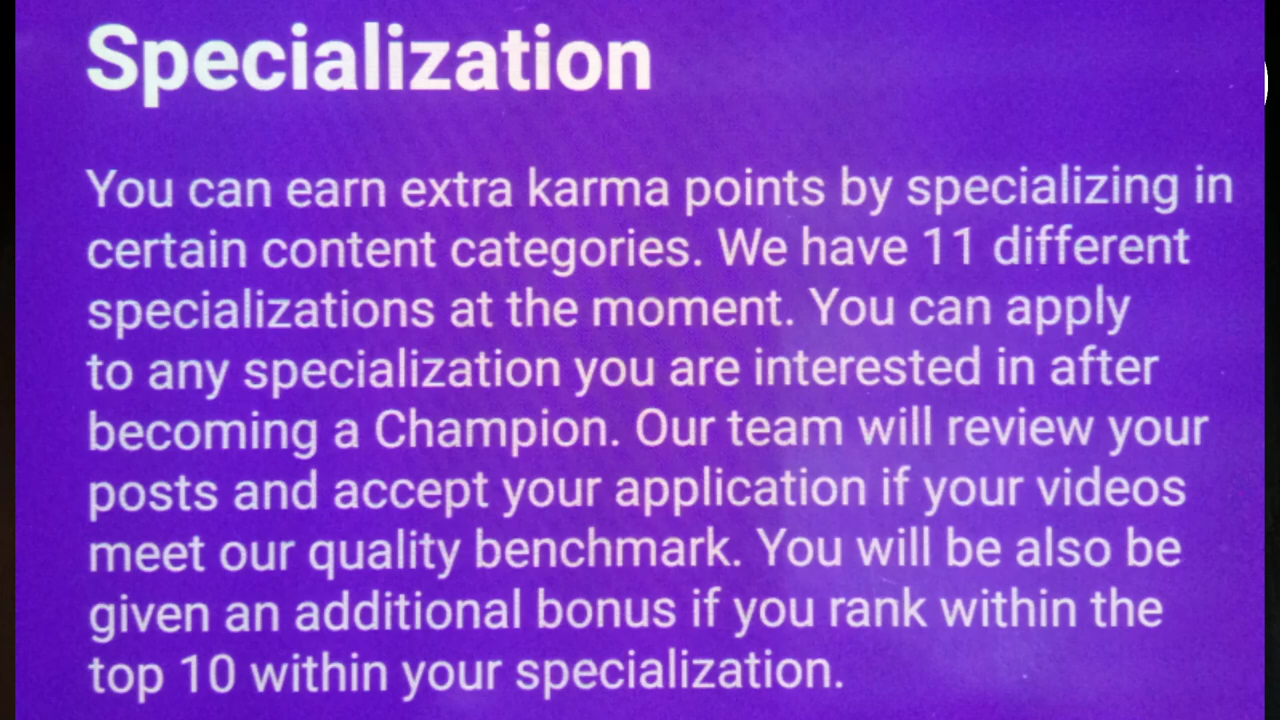 Specialization
You can earn extra karma points by specializing in
certain content categories. We have 11 different
specializations at the moment. You can apply
to any specialization you are interested in after
becoming a Champion. Our team will review your
posts and accept your application if your videos
meet our quality benchmark. You will be also be
given an additional bonus if you rank within the
top 10 within your specialization.